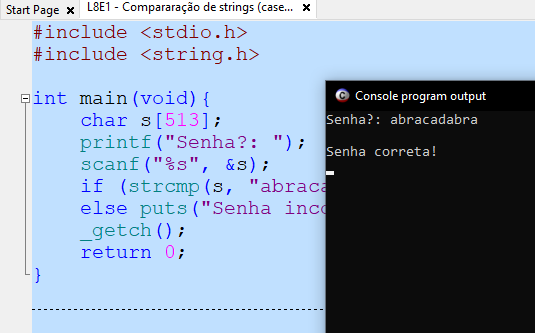 Start Page L8E1 - Compararação de strings (case...
#include <stdio.h>
#include <string.h>
int main(void){
char s[513];
printf("Senha?: ");
scanf("%s", &s);
if (strcmp(s, "abraca
else puts("Senha inco
_getch();
return 0;
}
Console program output
Senha?: abracadabra
Senha correta!